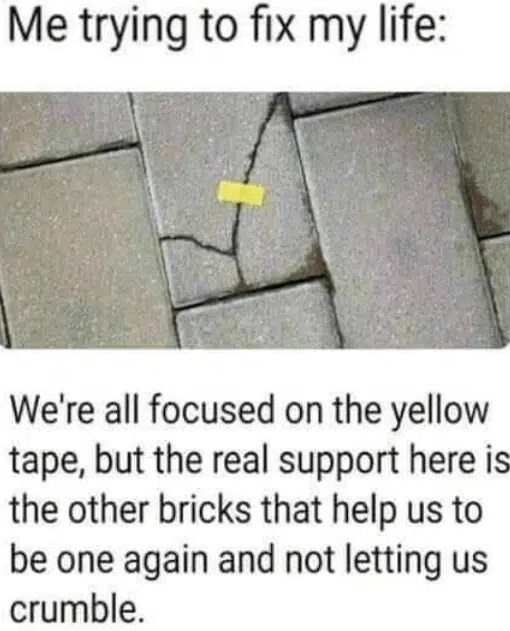 Me trying to fix my life:
We're all focused on the yellow
tape, but the real support here is
the other bricks that help us to
be one again and not letting us
crumble.